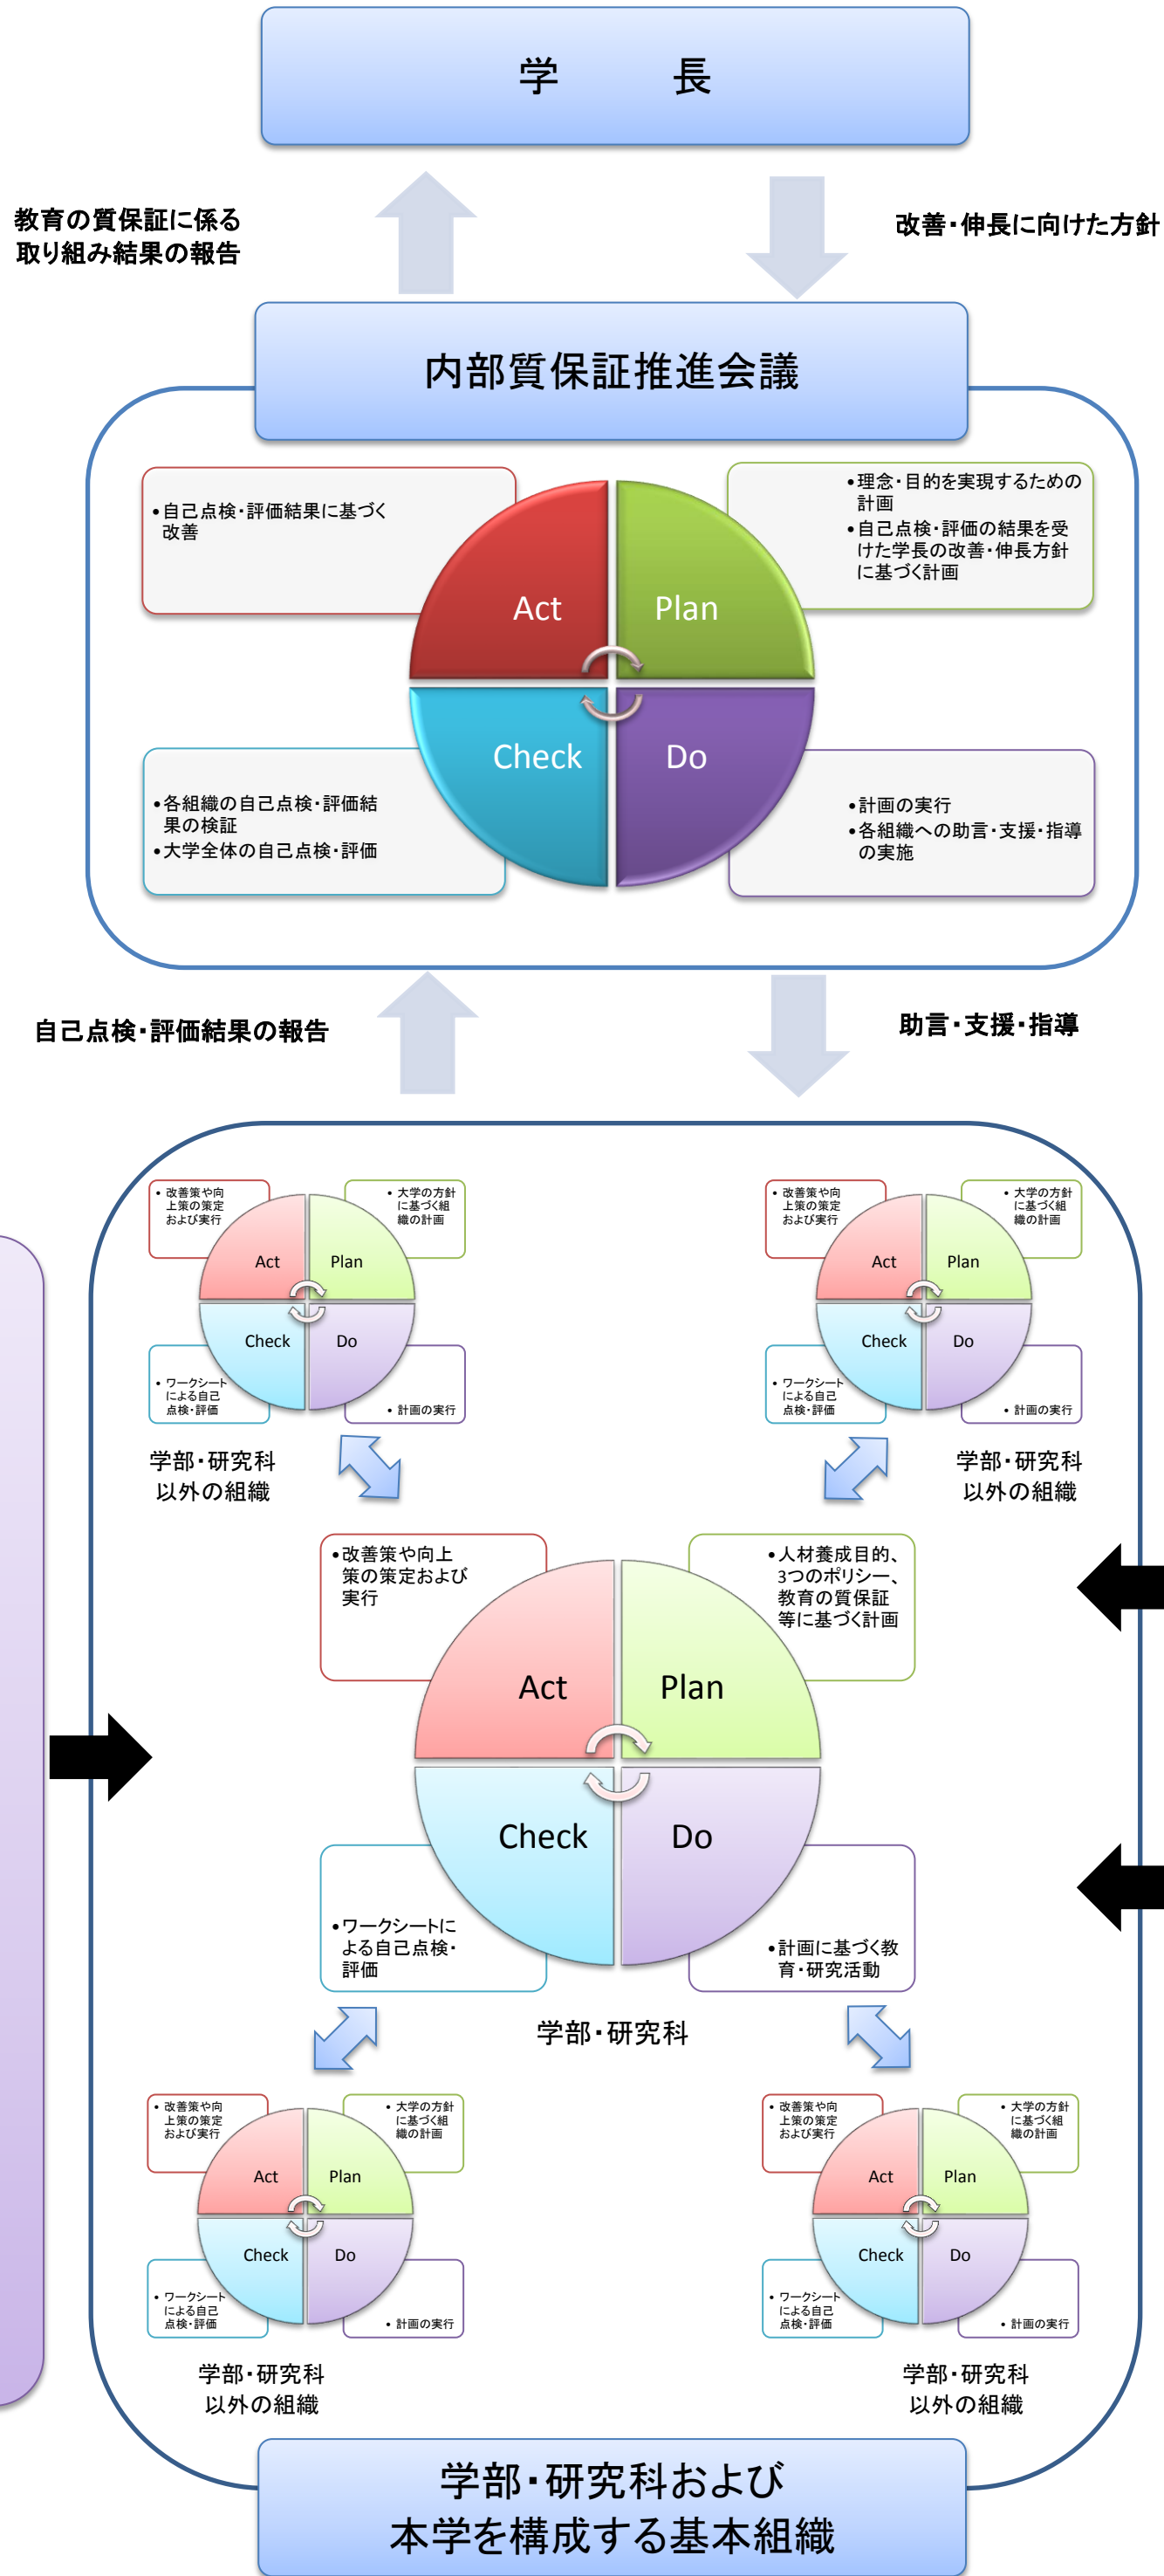 学 長
教育の質保証に係る
取り組み結果の報告
改善・伸長に向けた方針
内部質保証推進会議
•自己点検・評価結果に基づく
改善
•理念・目的を実現するための
計画
•自己点検・評価の結果を受
けた学長の改善・伸長方針
に基づく計画
Act
Plan
Check
Do
•各組織の自己点検・評価結
果の検証
•大学全体の自己点検・評価
•計画の実行
•各組織への助言・支援・指導
の実施
自己点検・評価結果の報告
助言・支援・指導
• 改善策や向
上策の策定
および実行
• 大学の方針
に基づく組
織の計画
Act
Plan
Check
Do
• ワークシート
による自己
点検・評価
• 計画の実行
学部・研究科
以外の組織
• 改善策や向
上策の策定
および実行
• 大学の方針
に基づく組
織の計画
Act
Plan
Check
Do
• ワークシート
による自己
点検・評価
• 計画の実行
学部・研究科
以外の組織
•改善策や向上
策の策定および
実行
•人材養成目的、
3つのポリシー、
教育の質保証
等に基づく計画
Act
Plan
Check
Do
•ワークシートに
よる自己点検・
評価
•計画に基づく教
育・研究活動
学部・研究科
• 改善策や向
上策の策定
および実行
• 大学の方針
に基づく組
織の計画
Act
Plan
Check
Do
• ワークシート
による自己
点検・評価
• 計画の実行
学部・研究科
以外の組織
• 改善策や向
上策の策定
および実行
• 大学の方針
に基づく組
織の計画
Act
Plan
Check
Do
• ワークシート
による自己
点検・評価
• 計画の実行
学部・研究科
以外の組織
学部・研究科および
本学を構成する基本組織